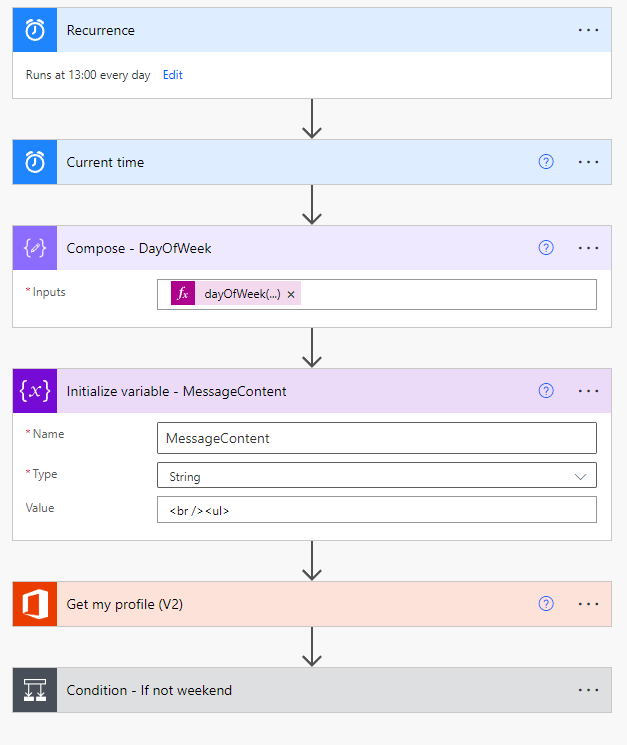 Recurrence ...
Runs at 13:00 every day Edit
Current time ? ...
{ } Compose - DayOfWeek ? ...
* Inputs fx dayOfWeek(...) ×
{x} Initialize variable - MessageContent ? ...
* Name MessageContent
* Type String
Value <br /><ul>
Get my profile (V2) ? ...
Condition - If not weekend ...